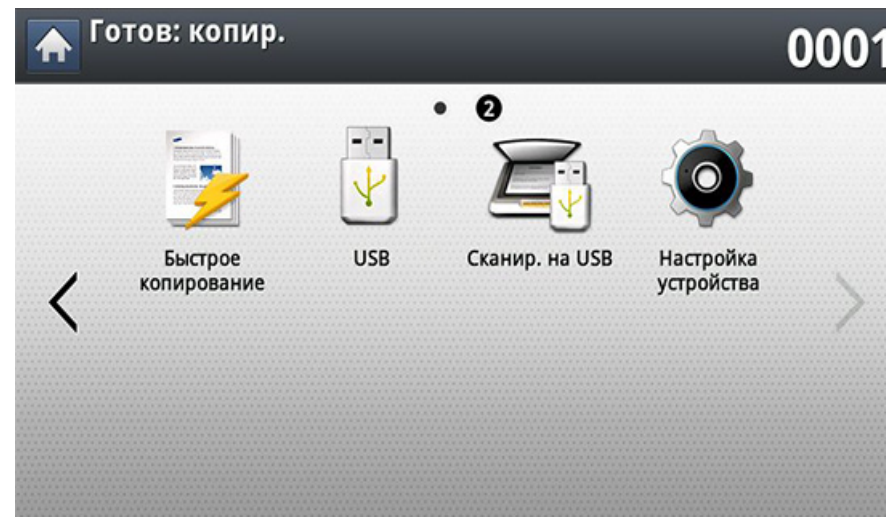 Готов: копир.
0001
2
Быстрое
копирование
USB
Сканир. на USB
Настройка
устройства